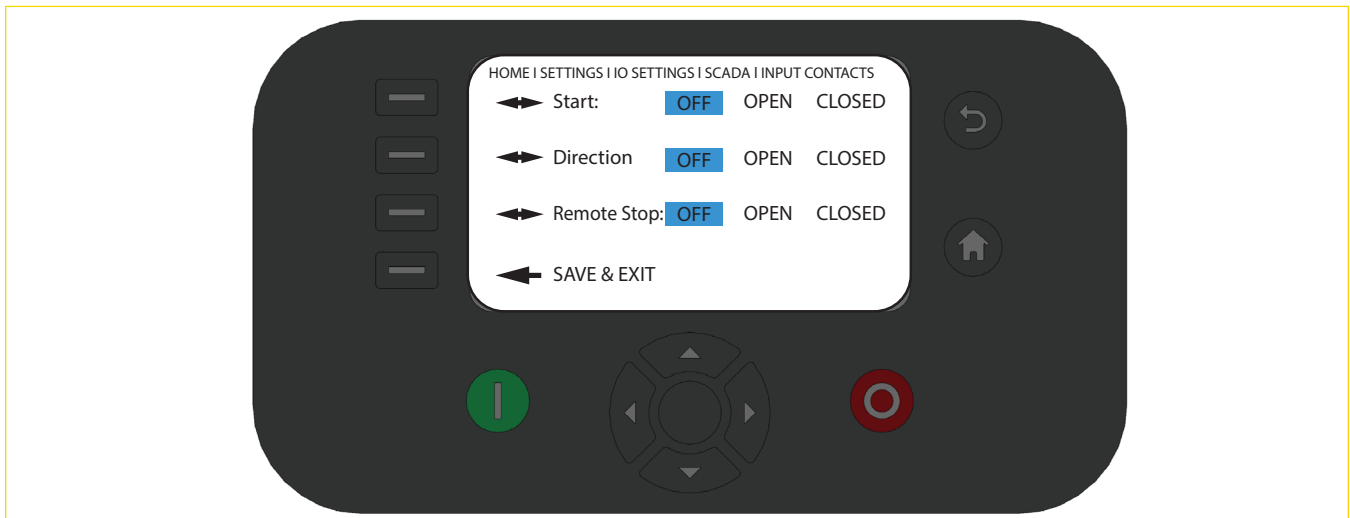 HOME I SETTINGS I IO SETTINGS I SCADA I INPUT CONTACTS
Start: OFF OPEN CLOSED
Direction OFF OPEN CLOSED
Remote Stop: OFF OPEN CLOSED
SAVE & EXIT